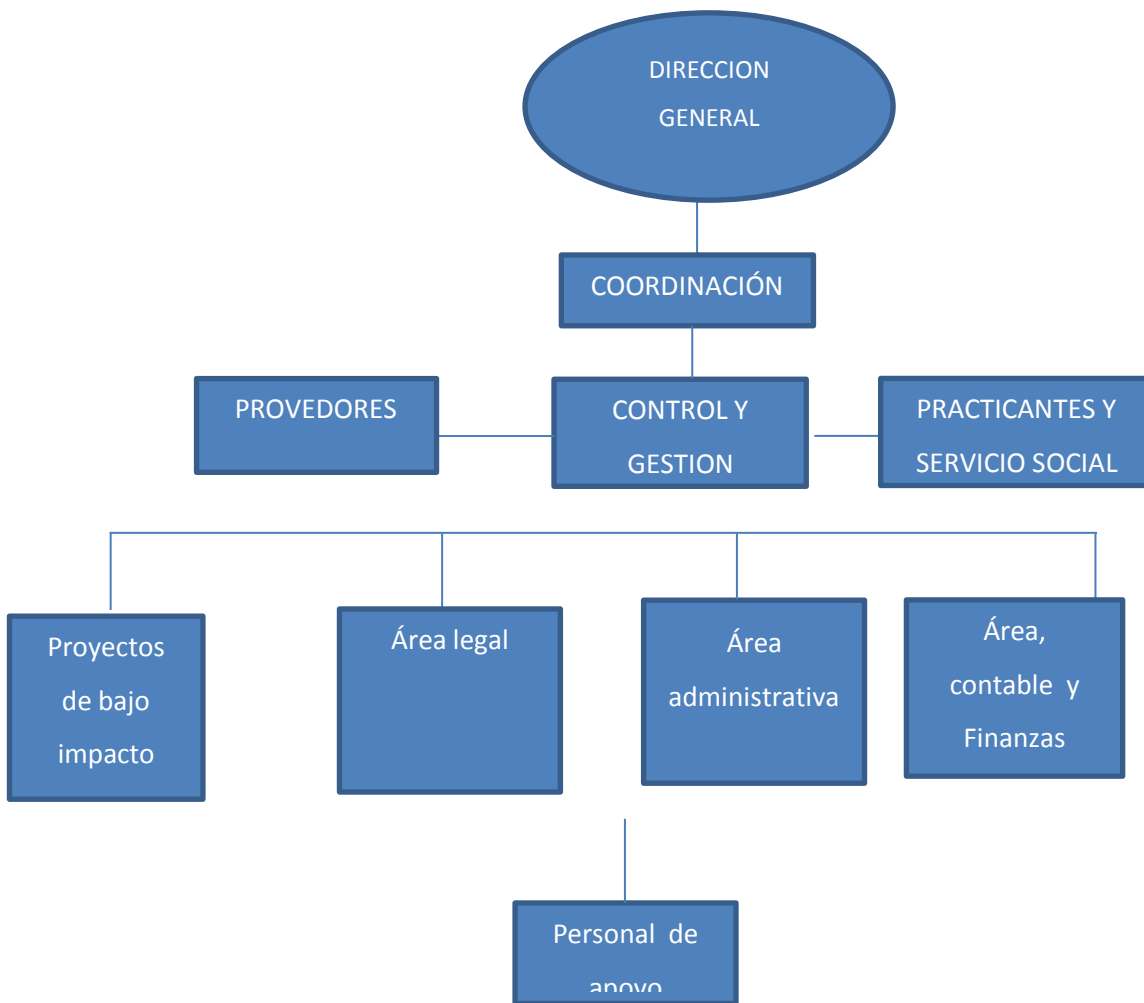 DIRECCION
GENERAL
COORDINACIÓN
PROVEDORES
CONTROL Y
GESTION
PRACTICANTES Y
SERVICIO SOCIAL
Proyectos
de bajo
impacto
Área legal
Área
administrativa
Área,
contable y
Finanzas
Personal de
apoyo